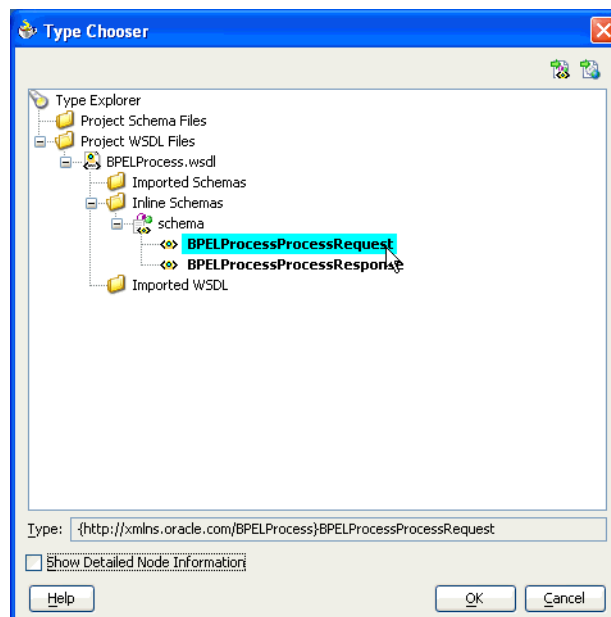 Type Chooser
Type Explorer
Project Schema Files
Project WSDL Files
BPELProcess.wsdl
Imported Schemas
Inline Schemas
schema
BPELProcessProcessRequest
BPELProcessProcessResponse
Imported WSDL
Type: {http://xmlns.oracle.com/BPELProcess}BPELProcessProcessRequest
Show Detailed Node Information
Help OK Cancel